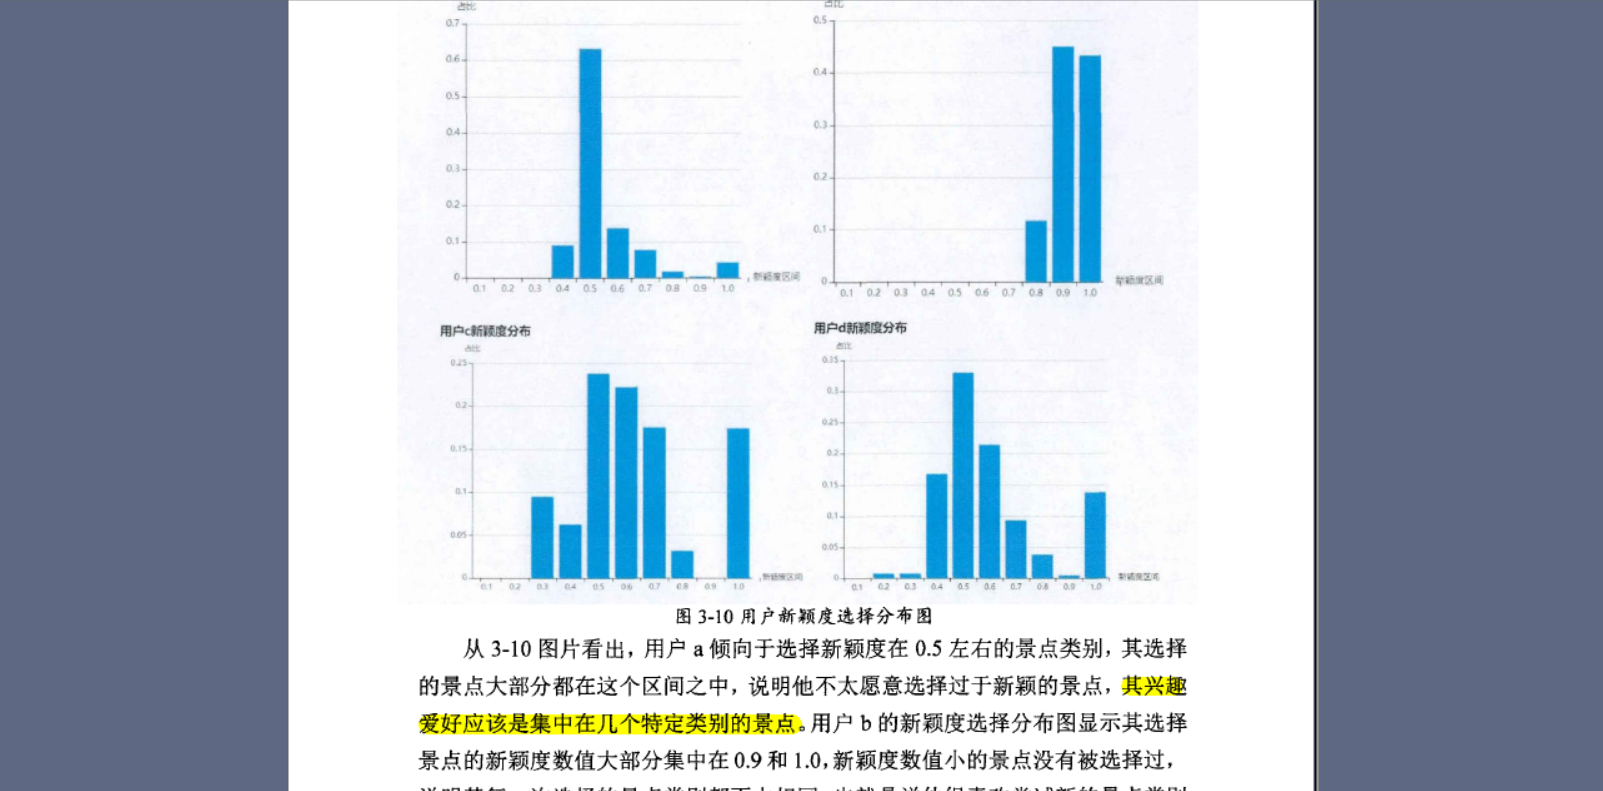 占比
0.7
0.6
0.5
0.4
0.3
0.2
0.1
0
0.1 0.2 0.3 0.4 0.5 0.6 0.7 0.8 0.9 1.0
新颖度区间
占比
0.5
0.4
0.3
0.2
0.1
0
0.1 0.2 0.3 0.4 0.5 0.6 0.7 0.8 0.9 1.0
新颖度区间
用户c新颖度分布
占比
0.25
0.2
0.15
0.1
0.05
0
0.1 0.2 0.3 0.4 0.5 0.6 0.7 0.8 0.9 1.0
新颖度区间
用户d新颖度分布
占比
0.35
0.3
0.25
0.2
0.15
0.1
0.05
0
0.1 0.2 0.3 0.4 0.5 0.6 0.7 0.8 0.9 1.0
新颖度区间
图 3-10 用户新颖度选择分布图
从 3-10 图片看出，用户 a 倾向于选择新颖度在 0.5 左右的景点类别，其选择
的景点大部分都在这个区间之中，说明他不太愿意选择过于新颖的景点，其兴趣
爱好应该是集中在几个特定类别的景点。用户 b 的新颖度选择分布图显示其选择
景点的新颖度数值大部分集中在 0.9 和 1.0，新颖度数值小的景点没有被选择过，